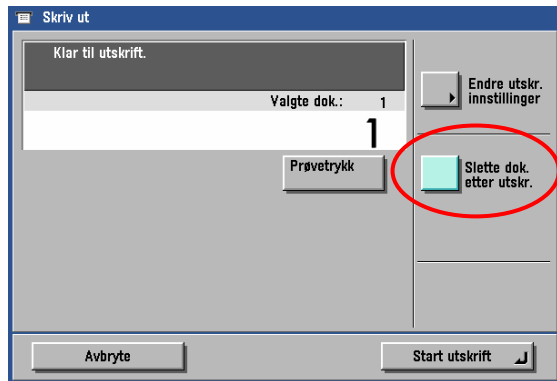 Skriv ut
Klar til utskrift.
Valgte dok.: 1
1
Endre utskr.
innstillinger
Prøvetrykk
Slette dok.
etter utskr.
Avbryte
Start utskrift